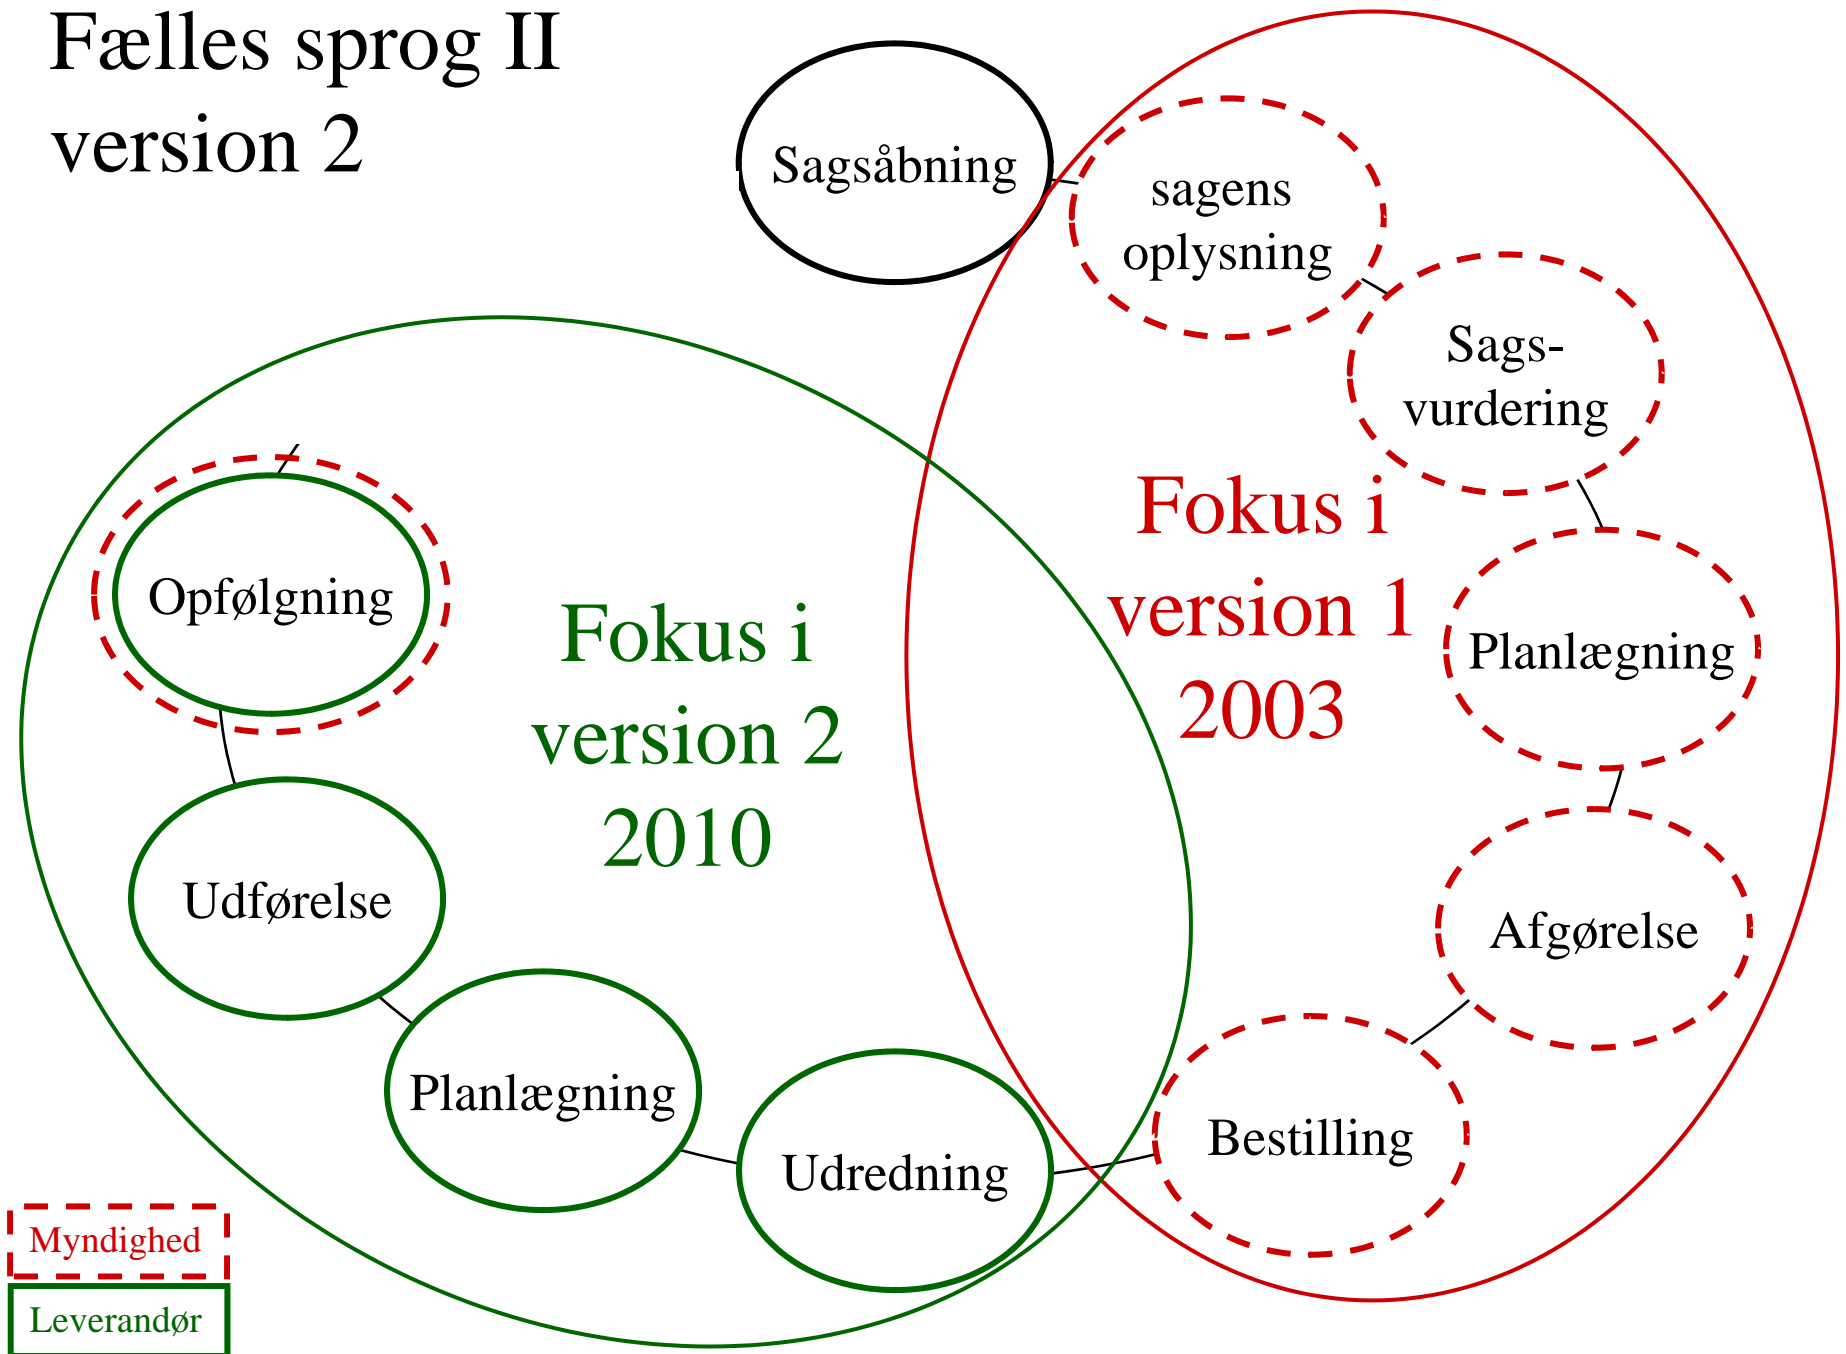 Fælles sprog II
version 2
Sagsåbning
sagens
oplysning
Sags-
vurdering
Fokus i
version 1
2003
Planlægning
Afgørelse
Bestilling
Udredning
Planlægning
Udførelse
Opfølgning
Fokus i
version 2
2010
Myndighed
Leverandør